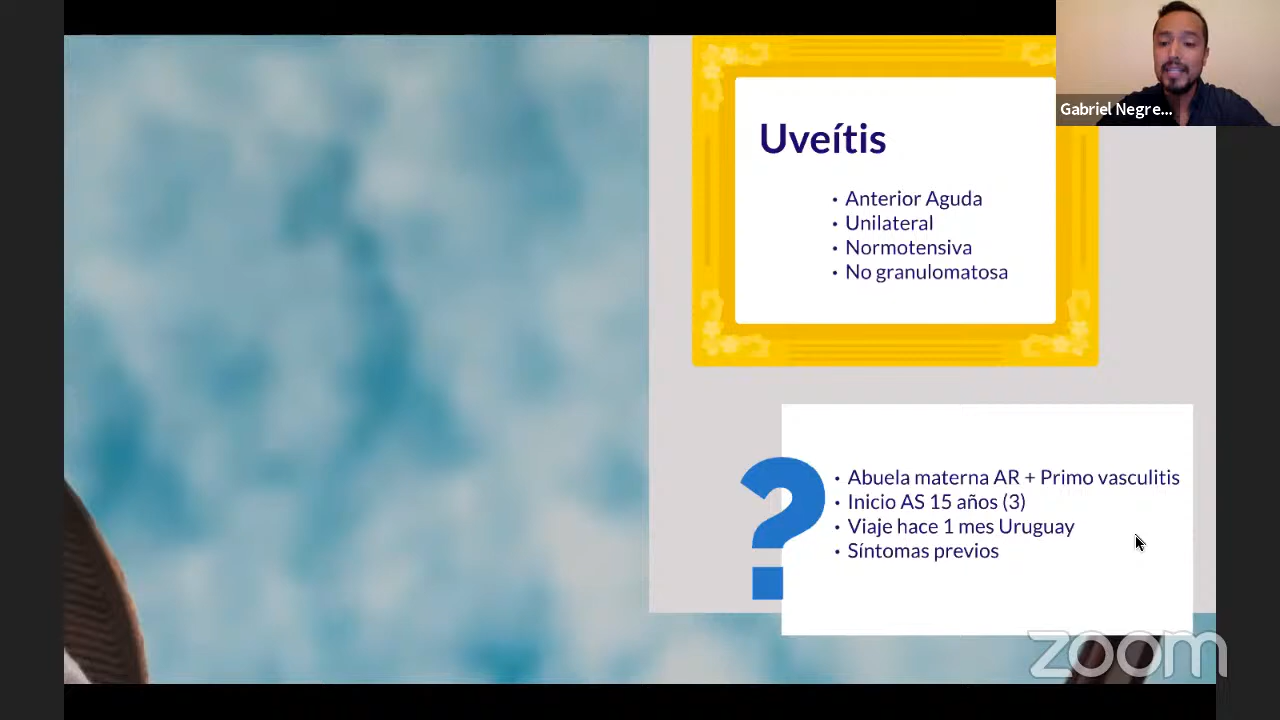 Gabriel Negre...
Uveítis
• Anterior Aguda
• Unilateral
• Normotensiva
• No granulomatosa
?
• Abuela materna AR + Primo vasculitis
• Inicio AS 15 años (3)
• Viaje hace 1 mes Uruguay
• Síntomas previos
zoom